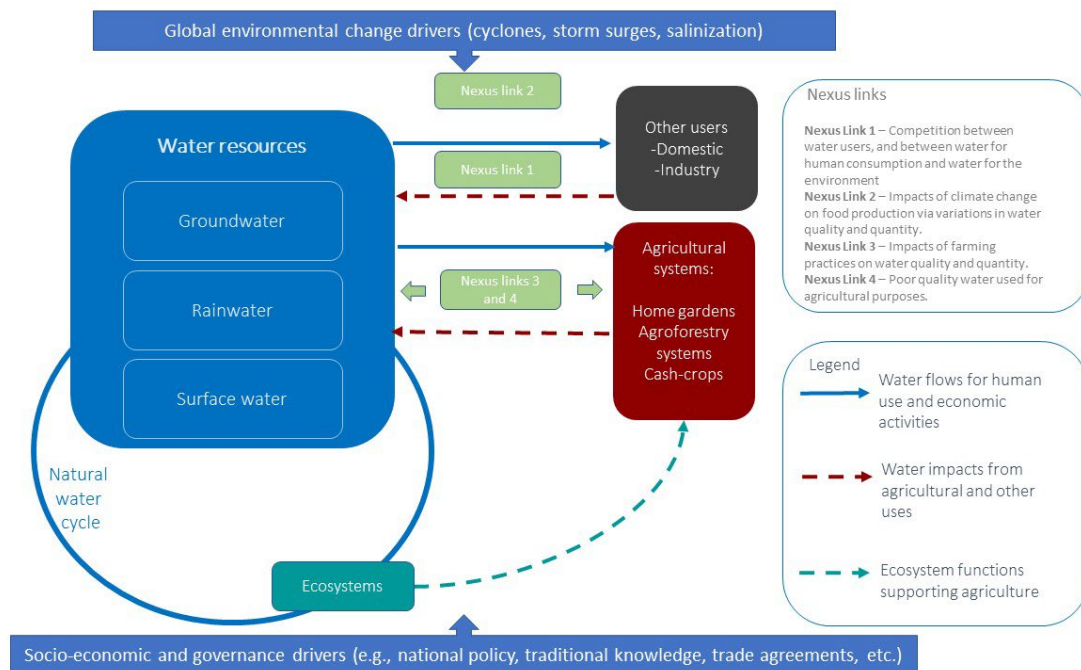 Global environmental change drivers (cyclones, storm surges, salinization)
Nexus link 2
Water resources
Groundwater
Rainwater
Surface water
Nexus link 1
Other users
-Domestic
-Industry
Nexus links 3
and 4
Agricultural
systems:
Home gardens
Agroforestry
systems
Cash-crops
Natural
water
cycle
Ecosystems
Socio-economic and governance drivers (e.g., national policy, traditional knowledge, trade agreements, etc.)
Nexus links
Nexus Link 1 – Competition between
water users, and between water for
human consumption and water for the
environment
Nexus Link 2 – Impacts of climate change
on food production via variations in water
quality and quantity.
Nexus Link 3 – Impacts of farming
practices on water quality and quantity.
Nexus Link 4 – Poor quality water used for
agricultural purposes.
Legend
Water flows for human
use and economic
activities
Water impacts from
agricultural and other
uses
Ecosystem functions
supporting agriculture